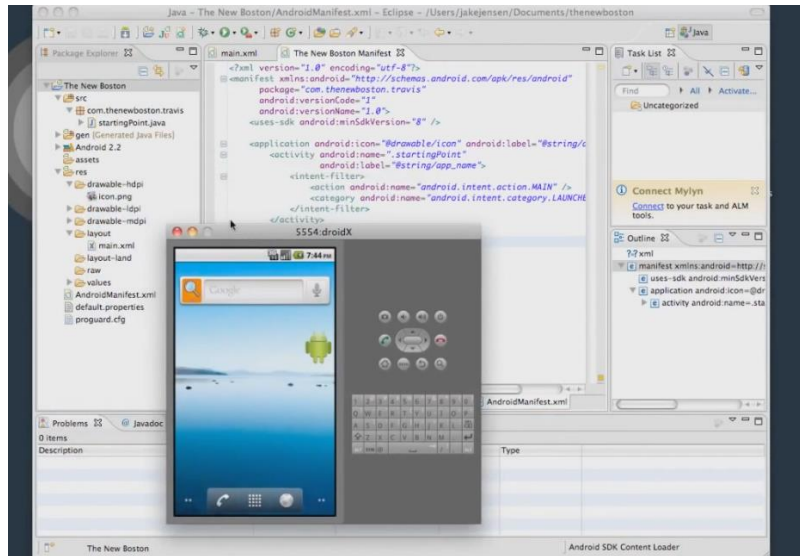 Java – The New Boston/AndroidManifest.xml – Eclipse – /Users/jakejensen/Documents/thenewboston
Java
Package Explorer
The New Boston
src
com.thenewboston.travis
startingPoint.java
gen [Generated Java Files]
Android 2.2
assets
res
drawable-hdpi
icon.png
drawable-ldpi
drawable-mdpi
layout
main.xml
layout-land
raw
values
AndroidManifest.xml
default.properties
proguard.cfg
main.xml
The New Boston Manifest
<?xml version="1.0" encoding="utf-8"?>
<manifest xmlns:android="http://schemas.android.com/apk/res/android"
package="com.thenewboston.travis"
android:versionCode="1"
android:versionName="1.0">
<uses-sdk android:minSdkVersion="8" />
<application android:icon="@drawable/icon" android:label="@string/a
<activity android:name=".startingPoint"
android:label="@string/app_name">
<intent-filter>
<action android:name="android.intent.action.MAIN" />
<category android:name="android.intent.category.LAUNCHE
</intent-filter>
</activity>
AndroidManifest.xml
Task List
Find
All
Activate...
Uncategorized
Connect Mylyn
Connect to your task and ALM
tools.
Outline
xml
manifest xmlns:android=http://s
uses-sdk android:minSdkVers
application android:icon=@dr
activity android:name=.sta
5554:droidX
7:44 PM
Google
Problems
Javadoc
0 items
Description
Type
The New Boston
Android SDK Content Loader